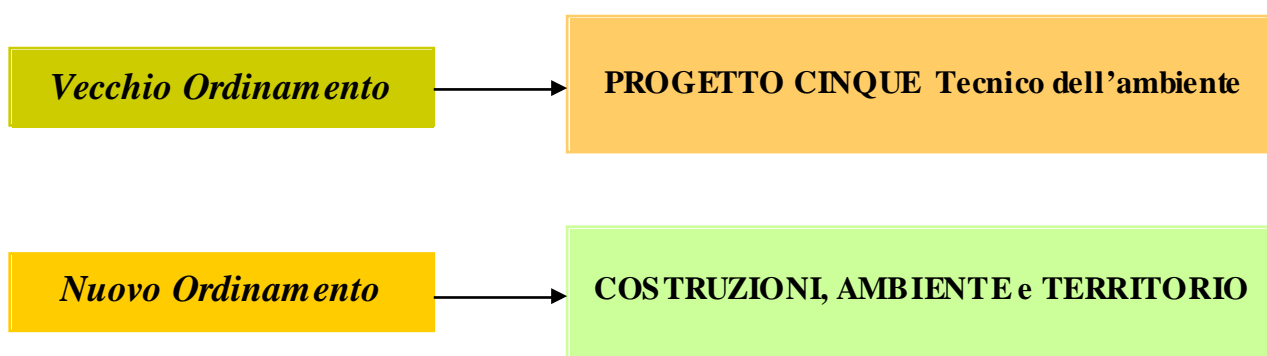 Vecchio Ordinamento
PROGETTO CINQUE Tecnico dell’ambiente
Nuovo Ordinamento
COSTRUZIONI, AMBIENTE e TERRITORIO